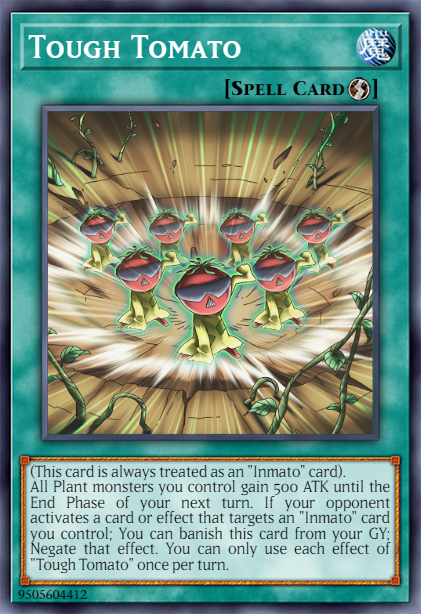 Tough Tomato
魔
[Spell Card]
(This card is always treated as an "Inmato" card).
All Plant monsters you control gain 500 ATK until the
End Phase of your next turn. If your opponent
activates a card or effect that targets an "Inmato" card
you control; You can banish this card from your GY;
Negate that effect. You can only use each effect of
"Tough Tomato" once per turn.
9505604412